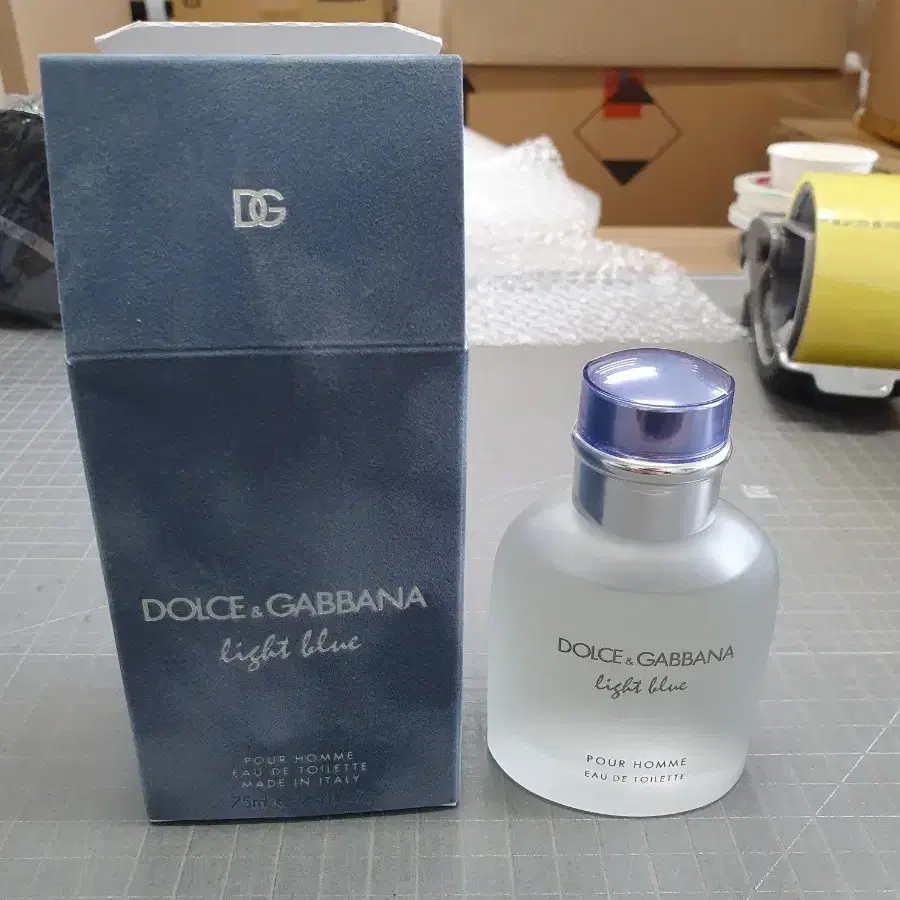 DG
DOLCE & GABBANA
light blue
POUR HOMME
EAU DE TOILETTE
MADE IN ITALY
75ml e
DOLCE & GABBANA
light blue
POUR HOMME
EAU DE TOILETTE